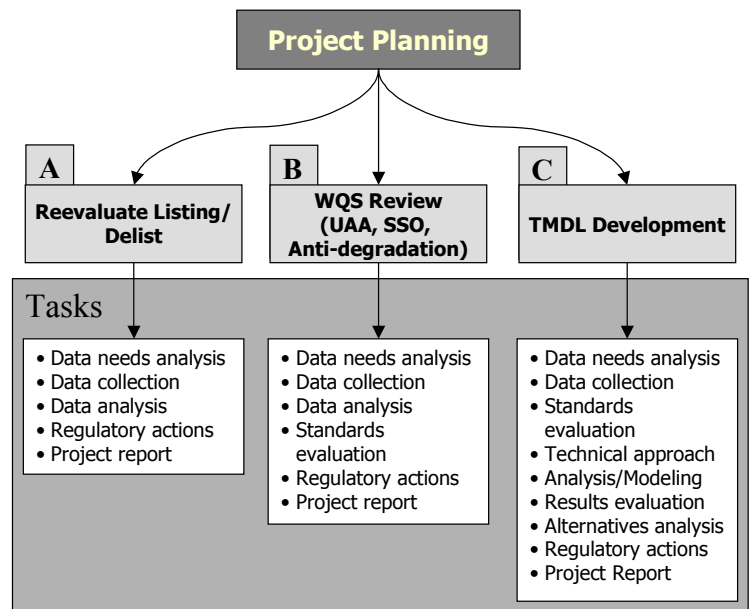 Project Planning
A
Reevaluate Listing/
Delist
B
WQS Review
(UAA, SSO,
Anti-degradation)
C
TMDL Development
Tasks
• Data needs analysis
• Data collection
• Data analysis
• Regulatory actions
• Project report
• Data needs analysis
• Data collection
• Data analysis
• Standards
evaluation
• Regulatory actions
• Project report
• Data needs analysis
• Data collection
• Standards
evaluation
• Technical approach
• Analysis/Modeling
• Results evaluation
• Alternatives analysis
• Regulatory actions
• Project Report